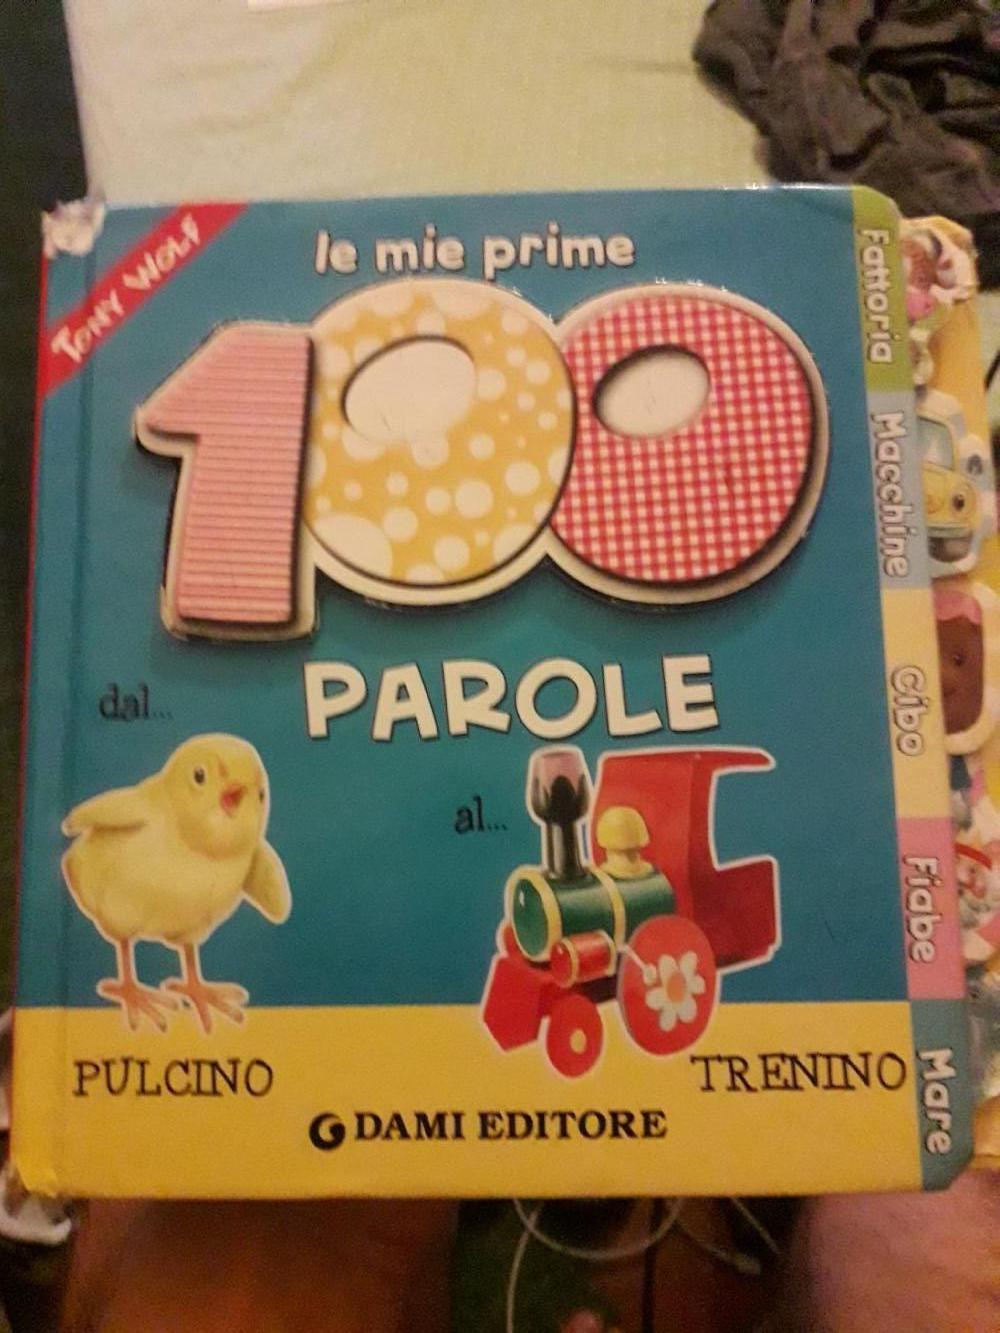 TONY WOLF
le mie prime
100
PAROLE
dal...
al...
PULCINO
TRENINO
DAMI EDITORE
Fattoria
Macchine
Cibo
Fiabe
Mare